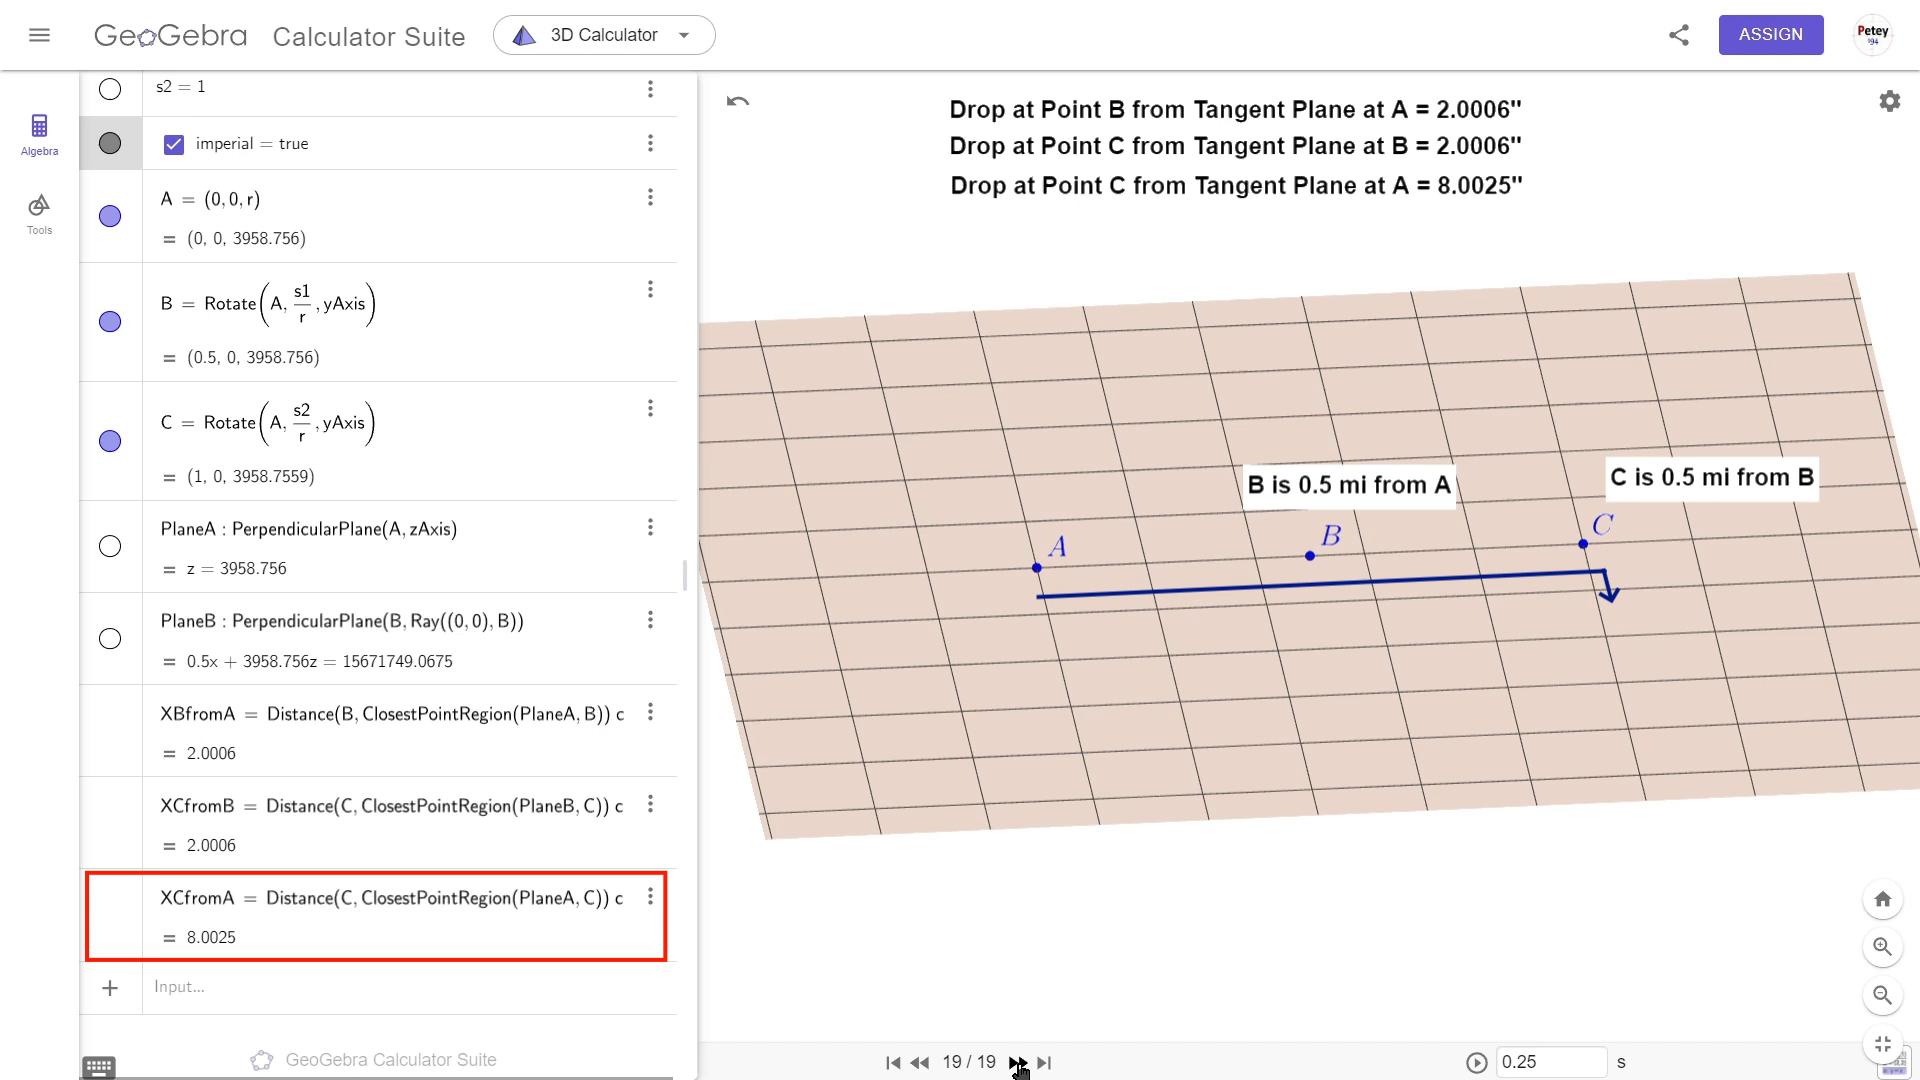 GeoGebra Calculator Suite 3D Calculator ASSIGN Petey '94
Algebra
Tools
s2 = 1
imperial = true
A = (0, 0, r)
= (0, 0, 3958.756)
B = Rotate(A, s1/r, yAxis)
= (0.5, 0, 3958.756)
C = Rotate(A, s2/r, yAxis)
= (1, 0, 3958.7559)
PlaneA : PerpendicularPlane(A, zAxis)
= z = 3958.756
PlaneB : PerpendicularPlane(B, Ray((0, 0), B))
= 0.5x + 3958.756z = 15671749.0675
XBfromA = Distance(B, ClosestPointRegion(PlaneA, B)) c
= 2.0006
XCfromB = Distance(C, ClosestPointRegion(PlaneB, C)) c
= 2.0006
XCfromA = Distance(C, ClosestPointRegion(PlaneA, C)) c
= 8.0025
Input...
GeoGebra Calculator Suite
Drop at Point B from Tangent Plane at A = 2.0006"
Drop at Point C from Tangent Plane at B = 2.0006"
Drop at Point C from Tangent Plane at A = 8.0025"
B is 0.5 mi from A
C is 0.5 mi from B
A
B
C
19 / 19
0.25 s